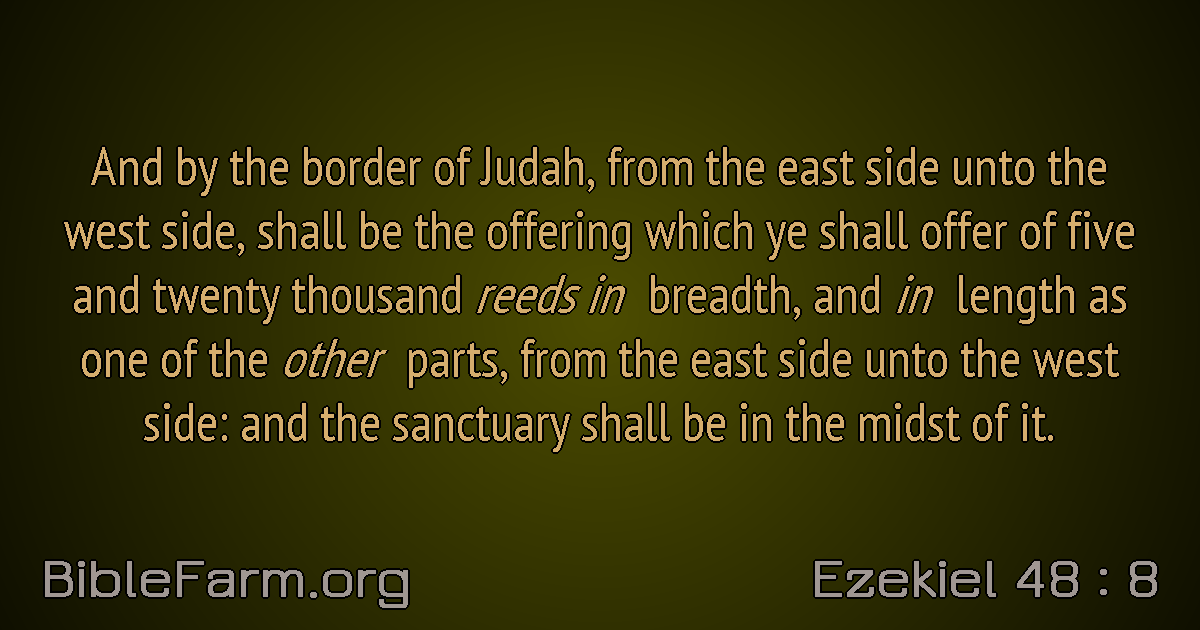 And by the border of Judah, from the east side unto the
west side, shall be the offering which ye shall offer of five
and twenty thousand reeds in breadth, and in length as
one of the other parts, from the east side unto the west
side: and the sanctuary shall be in the midst of it.
BibleFarm.org
Ezekiel 48 : 8